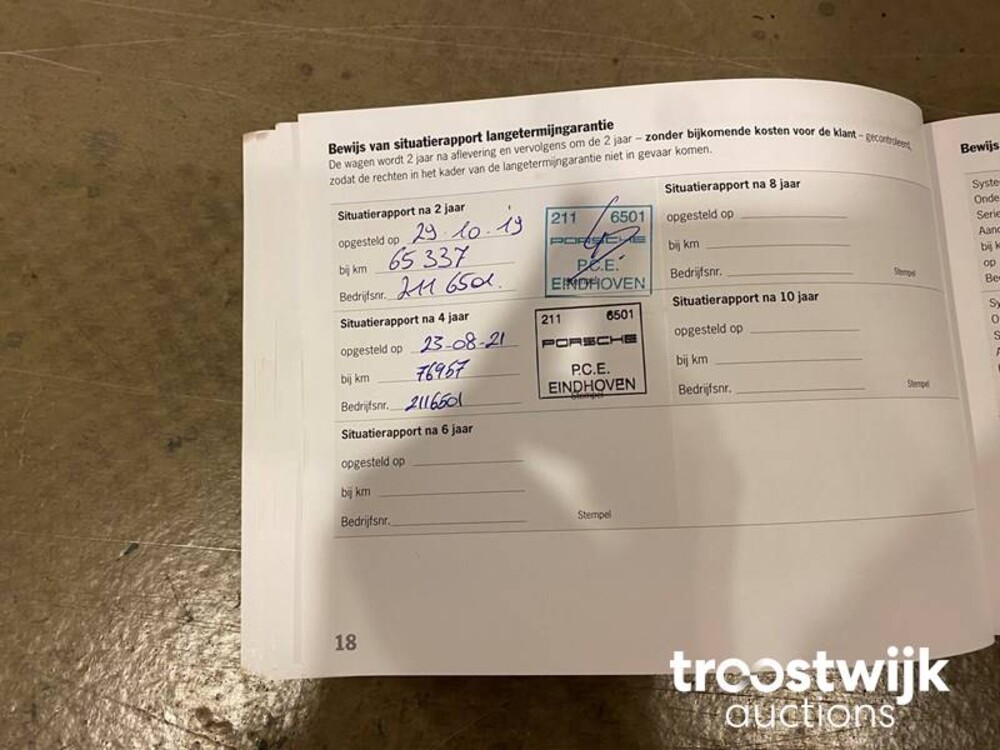 Bewijs van situatierapport langetermijngarantie
De wagen wordt 2 jaar na aflevering en vervolgens om de 2 jaar – zonder bijkomende kosten voor de klant – gecontroleerd,
zodat de rechten in het kader van de langetermijngarantie niet in gevaar komen.
Situatierapport na 2 jaar
opgesteld op 29-10-19
bij km 65 337
Bedrijfsnr. 211 6501.
211 6501
PORSCHE
P.C.E.
EINDHOVEN
Situatierapport na 4 jaar
opgesteld op 23-08-21
bij km 76957
Bedrijfsnr. 2116501
211 6501
PORSCHE
P.C.E.
EINDHOVEN
Stempel
Situatierapport na 6 jaar
opgesteld op
bij km
Bedrijfsnr.
Stempel
Situatierapport na 8 jaar
opgesteld op
bij km
Bedrijfsnr.
Stempel
Situatierapport na 10 jaar
opgesteld op
bij km
Bedrijfsnr.
Stempel
18
Bewijs
troostwijk
auctions